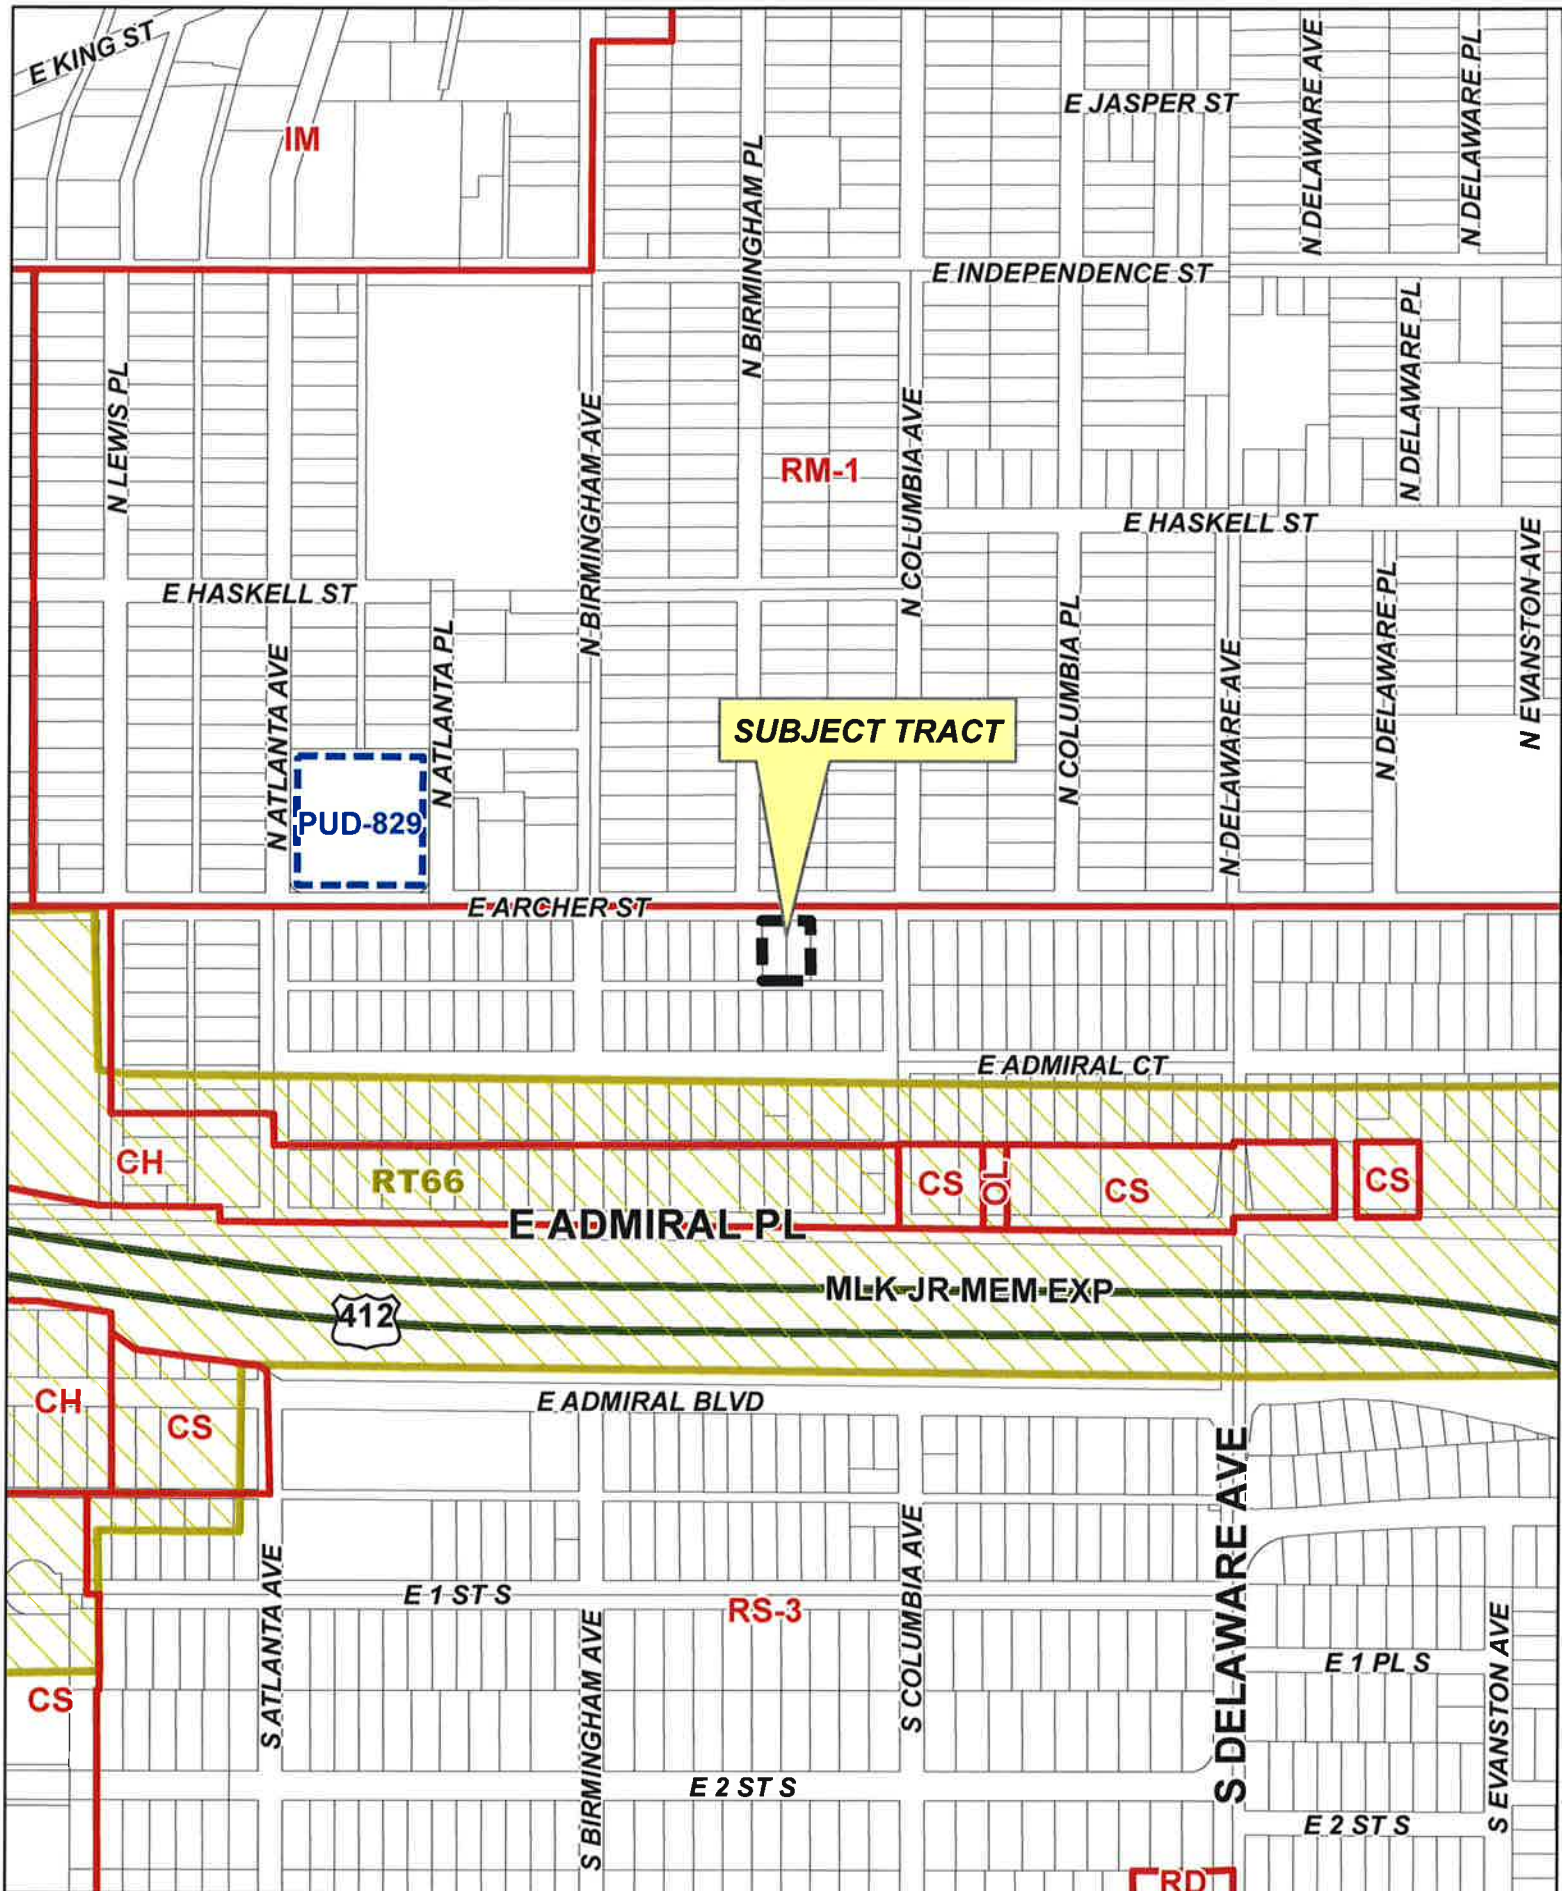 E KING ST
N DELAWARE AVE
N DELAWARE PL
E JASPER ST
IM
N BIRMINGHAM PL
E INDEPENDENCE ST
N DELAWARE PL
N LEWIS PL
N BIRMINGHAM AVE
N COLUMBIA AVE
RM-1
E HASKELL ST
N EVANSTON AVE
E HASKELL ST
N DELAWARE PL
N COLUMBIA PL
N ATLANTA PL
N ATLANTA AVE
N DELAWARE AVE
SUBJECT TRACT
PUD-829
E ARCHER ST
E ADMIRAL CT
CH
RT66
CS
OL
CS
CS
E ADMIRAL PL
MLK JR MEM EXP
412
CH
CS
E ADMIRAL BLVD
S DELAWARE AVE
S COLUMBIA AVE
S ATLANTA AVE
E 1 ST S
RS-3
S BIRMINGHAM AVE
S EVANSTON AVE
E 1 PL S
CS
E 2 ST S
E 2 ST S
RD